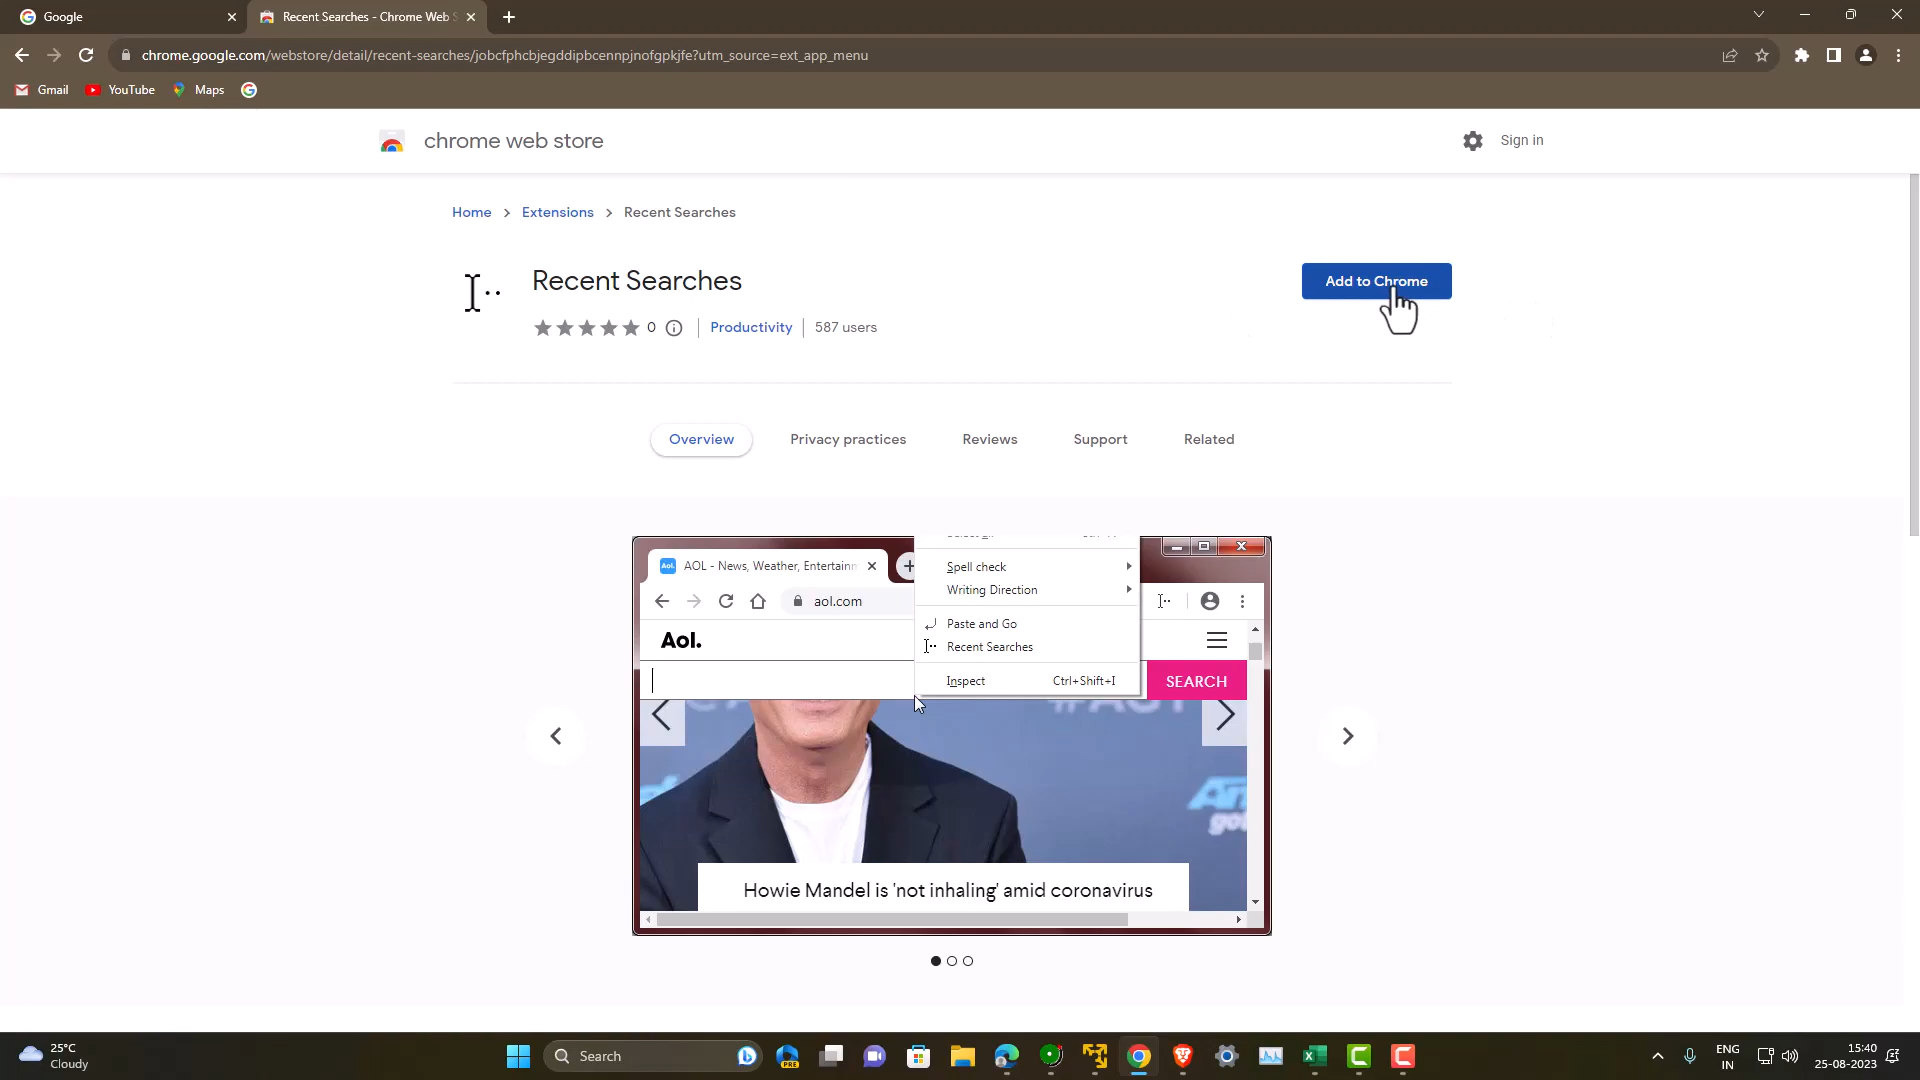 Google
Recent Searches - Chrome Web S
chrome.google.com/webstore/detail/recent-searches/jobcfphcbjegddipbcennpjnofgpkjfe?utm_source=ext_app_menu
Gmail
YouTube
Maps
chrome web store
Sign in
Home > Extensions > Recent Searches
Recent Searches
Add to Chrome
0
Productivity
587 users
Overview
Privacy practices
Reviews
Support
Related
AOL - News, Weather, Entertainm
Spell check
aol.com
Writing Direction
Aol.
Paste and Go
Recent Searches
Inspect Ctrl+Shift+I
SEARCH
Howie Mandel is 'not inhaling' amid coronavirus
25°C
Cloudy
Search
PRE
ENG
IN
15:40
25-08-2023